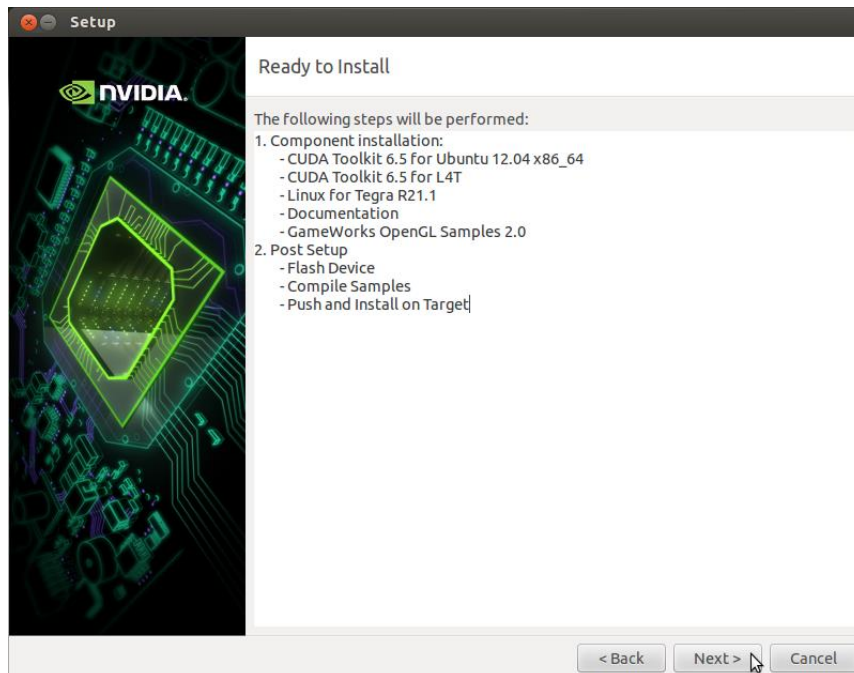 Setup
NVIDIA.
Ready to Install
The following steps will be performed:
1. Component installation:
- CUDA Toolkit 6.5 for Ubuntu 12.04 x86_64
- CUDA Toolkit 6.5 for L4T
- Linux for Tegra R21.1
- Documentation
- GameWorks OpenGL Samples 2.0
2. Post Setup
- Flash Device
- Compile Samples
- Push and Install on Target
< Back
Next >
Cancel